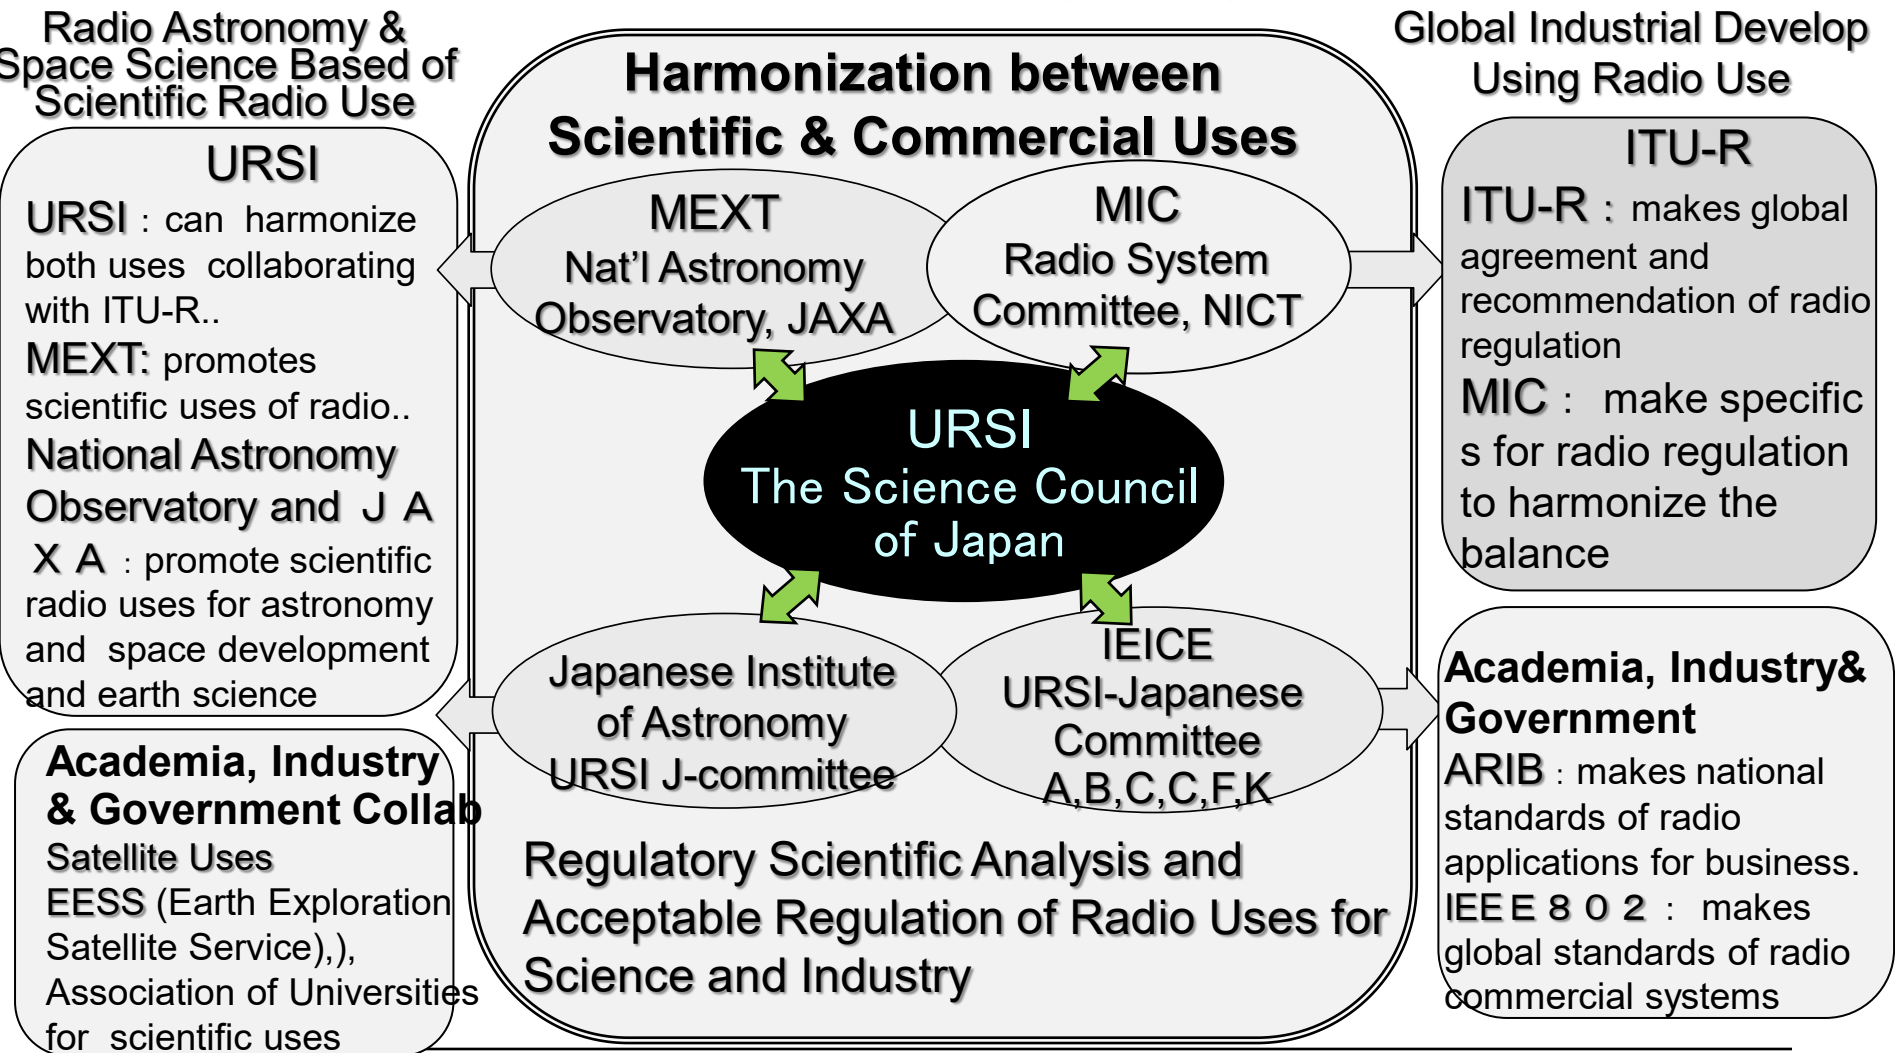 Radio Astronomy &
Space Science Based of
Scientific Radio Use
URSI
URSI : can harmonize
both uses collaborating
with ITU-R..
MEXT: promotes
scientific uses of radio..
National Astronomy
Observatory and ＪＡ
ＸＡ : promote scientific
radio uses for astronomy
and space development
and earth science
Academia, Industry
& Government Collab
Satellite Uses
EESS (Earth Exploration
Satellite Service),),
Association of Universities
for scientific uses
Harmonization between
Scientific & Commercial Uses
MEXT
Nat’l Astronomy
Observatory, JAXA
MIC
Radio System
Committee, NICT
URSI
The Science Council
of Japan
Japanese Institute
of Astronomy
URSI J-committee
IEICE
URSI-Japanese
Committee
A,B,C,C,F,K
Regulatory Scientific Analysis and
Acceptable Regulation of Radio Uses for
Science and Industry
Global Industrial Develop
Using Radio Use
ITU-R
ITU-R : makes global
agreement and
recommendation of radio
regulation
MIC : make specific
s for radio regulation
to harmonize the
balance
Academia, Industry&
Government
ARIB : makes national
standards of radio
applications for business.
IEEＥ８０２ : makes
global standards of radio
commercial systems